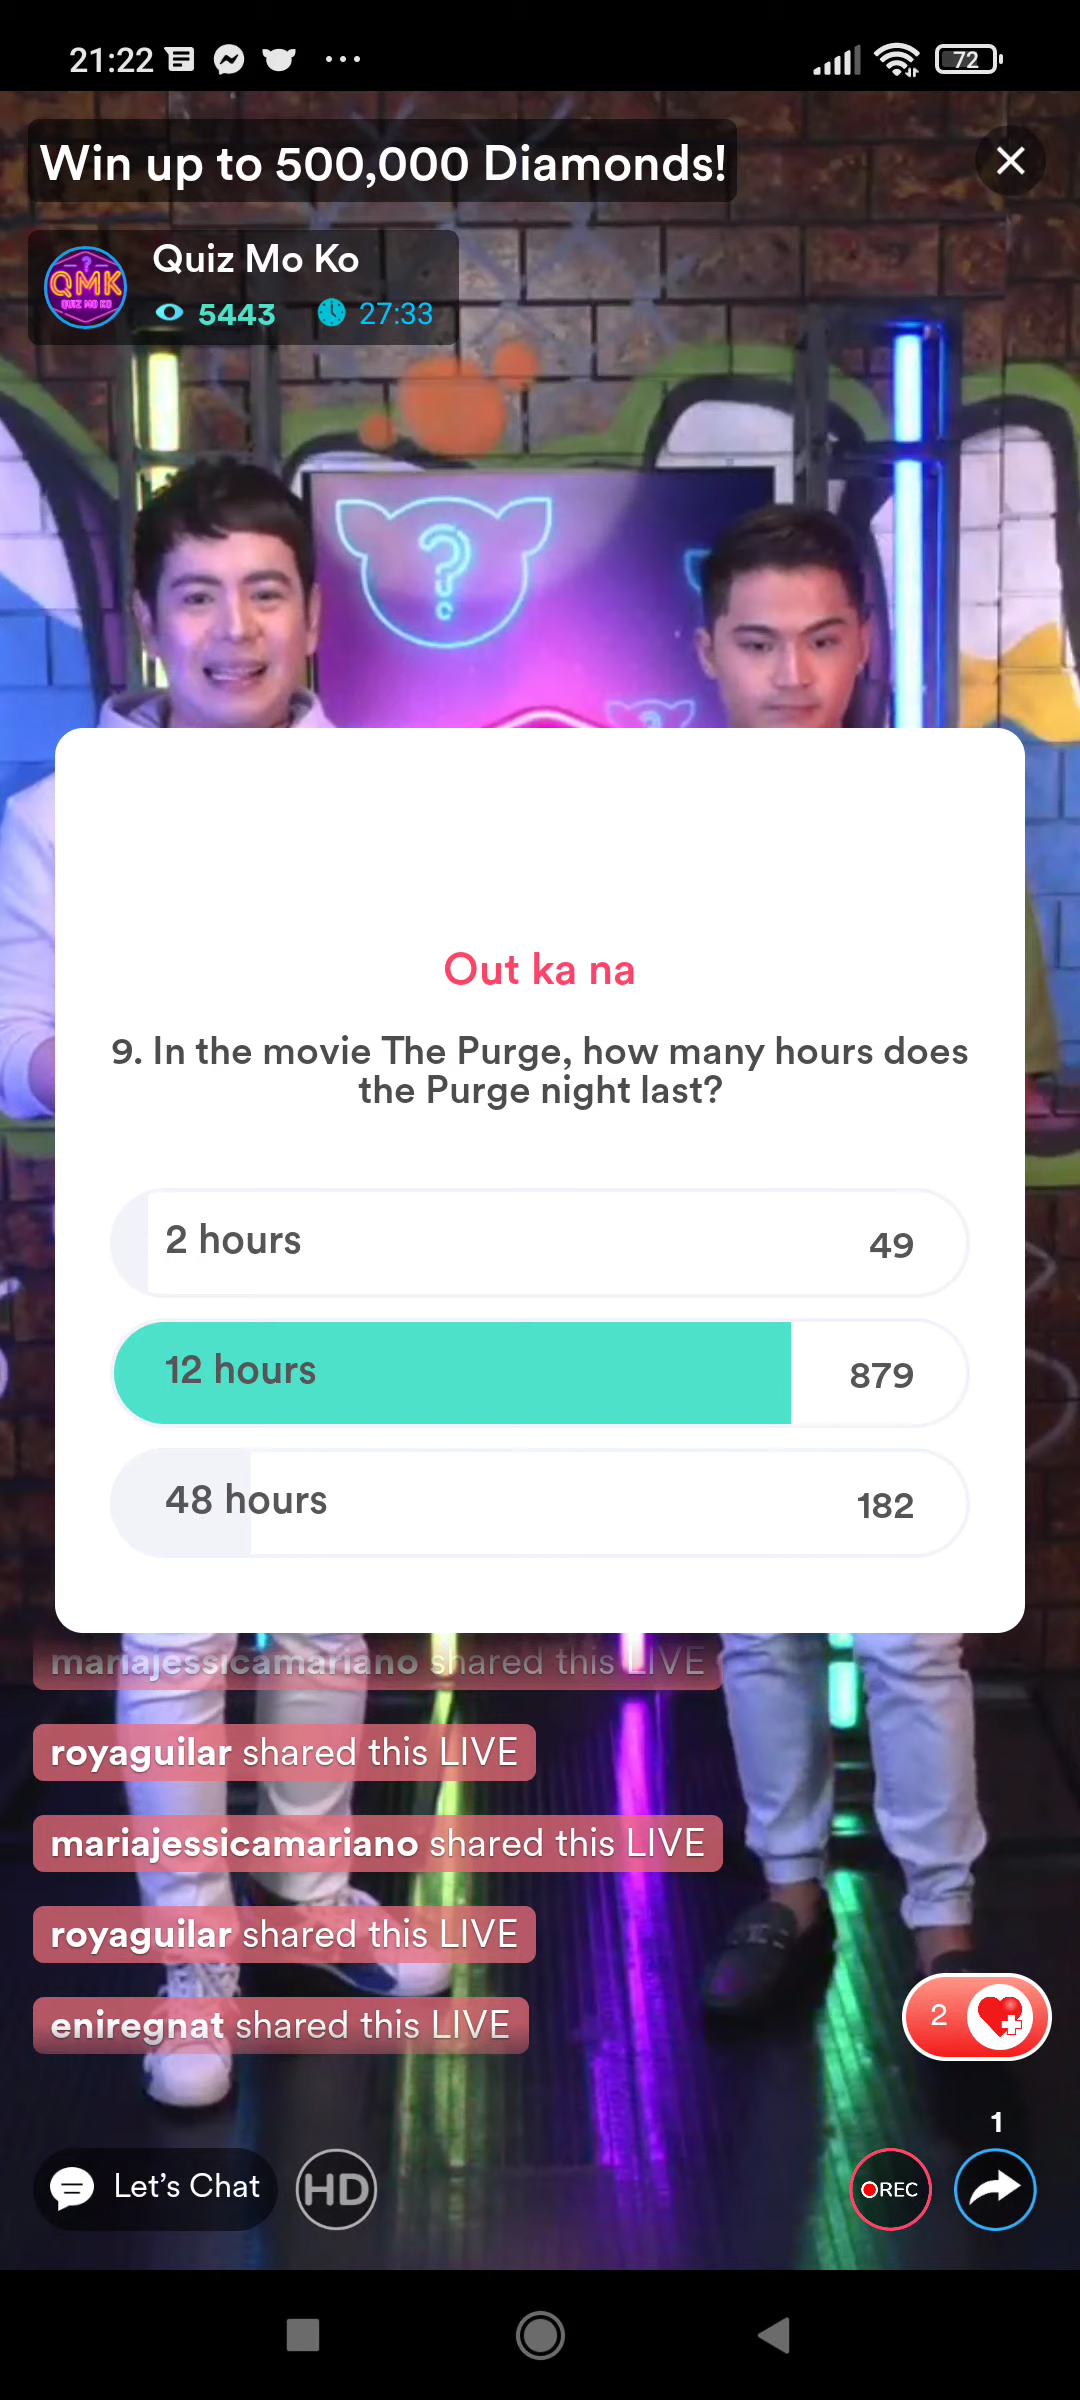 21:22
72
Win up to 500,000 Diamonds!
QMK
QUIZ MO KO
Quiz Mo Ko
5443 27:33
Out ka na
9. In the movie The Purge, how many hours does
the Purge night last?
2 hours 49
12 hours 879
48 hours 182
mariajessicamariano shared this LIVE
royaguilar shared this LIVE
mariajessicamariano shared this LIVE
royaguilar shared this LIVE
eniregnat shared this LIVE
2
1
Let's Chat HD REC